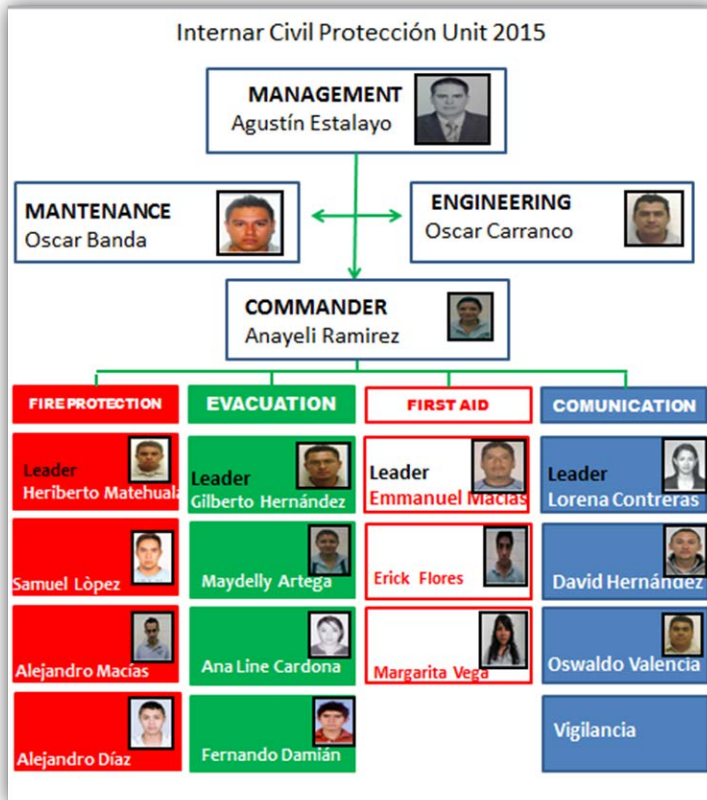 Internar Civil Protección Unit 2015
MANAGEMENT
Agustín Estalayo
MANTENANCE
Oscar Banda
ENGINEERING
Oscar Carranco
COMMANDER
Anayeli Ramirez
FIRE PROTECTION
EVACUATION
FIRST AID
COMUNICATION
Leader
Heriberto Matehuala
Leader
Gilberto Hernández
Leader
Emmanuel Macías
Leader
Lorena Contreras
Samuel Lòpez
Maydelly Artega
Erick Flores
David Hernández
Alejandro Macías
Ana Line Cardona
Margarita Vega
Oswaldo Valencia
Alejandro Díaz
Fernando Damián
Vigilancia